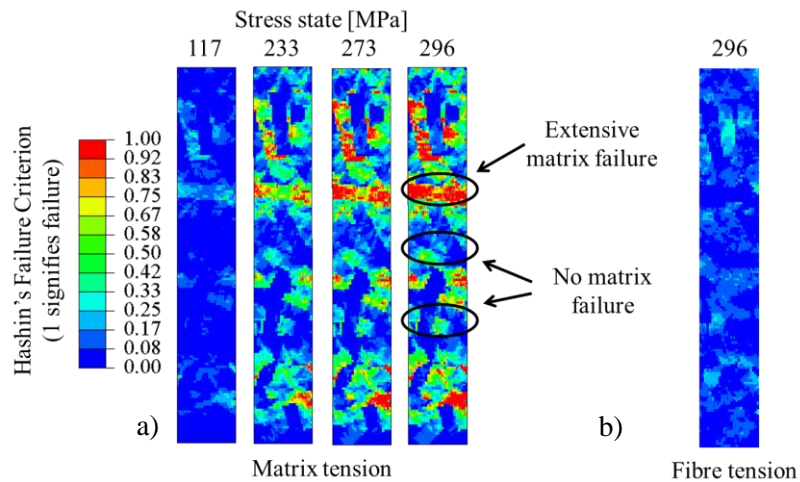 Stress state [MPa]
117 233 273 296
296
Hashin's Failure Criterion
(1 signifies failure)
1.00
0.92
0.83
0.75
0.67
0.58
0.50
0.42
0.33
0.25
0.17
0.08
0.00
Extensive
matrix failure
No matrix
failure
a)
b)
Matrix tension
Fibre tension